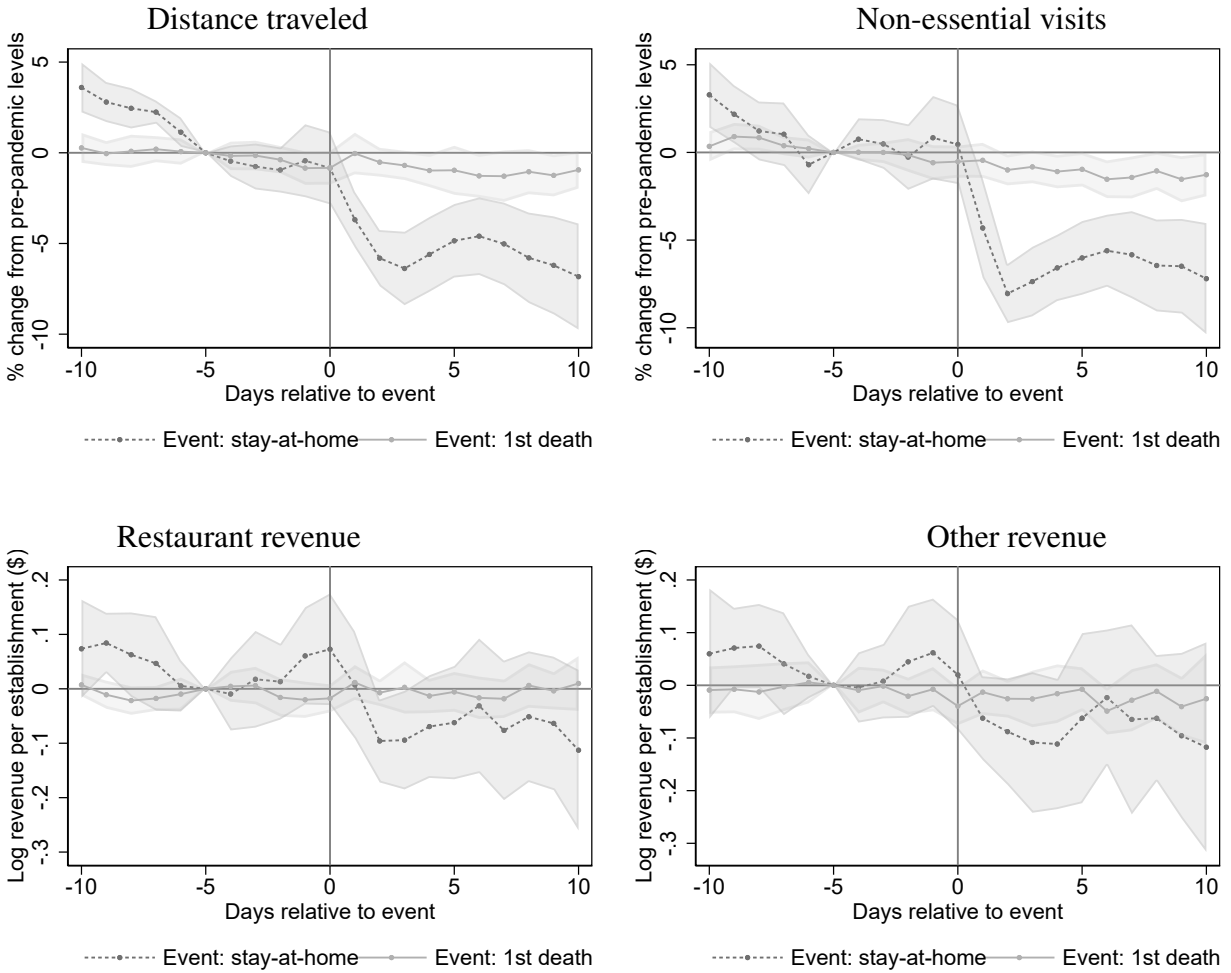 Distance traveled
% change from pre-pandemic levels
5
0
-5
-10
-10 -5 0 5 10
Days relative to event
Event: stay-at-home Event: 1st death
Non-essential visits
% change from pre-pandemic levels
5
0
-5
-10
-10 -5 0 5 10
Days relative to event
Event: stay-at-home Event: 1st death
Restaurant revenue
Log revenue per establishment ($)
.2
.1
0
-.1
-.2
-.3
-10 -5 0 5 10
Days relative to event
Event: stay-at-home Event: 1st death
Other revenue
Log revenue per establishment ($)
.2
.1
0
-.1
-.2
-.3
-10 -5 0 5 10
Days relative to event
Event: stay-at-home Event: 1st death